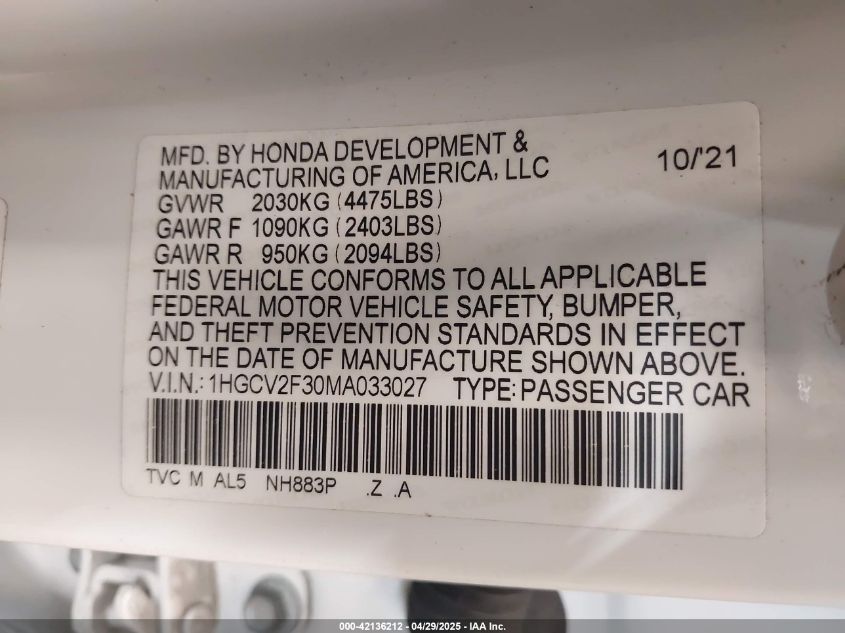 MFD. BY HONDA DEVELOPMENT &
MANUFACTURING OF AMERICA, LLC
10/'21
GVWR 2030KG (4475LBS)
GAWR F 1090KG (2403LBS)
GAWR R 950KG (2094LBS)
THIS VEHICLE CONFORMS TO ALL APPLICABLE
FEDERAL MOTOR VEHICLE SAFETY, BUMPER,
AND THEFT PREVENTION STANDARDS IN EFFECT
ON THE DATE OF MANUFACTURE SHOWN ABOVE.
V.I.N.: 1HGCV2F30MA033027 TYPE: PASSENGER CAR
TVC M AL5 NH883P .Z .A
000-42136212 - 04/29/2025 - IAA Inc.